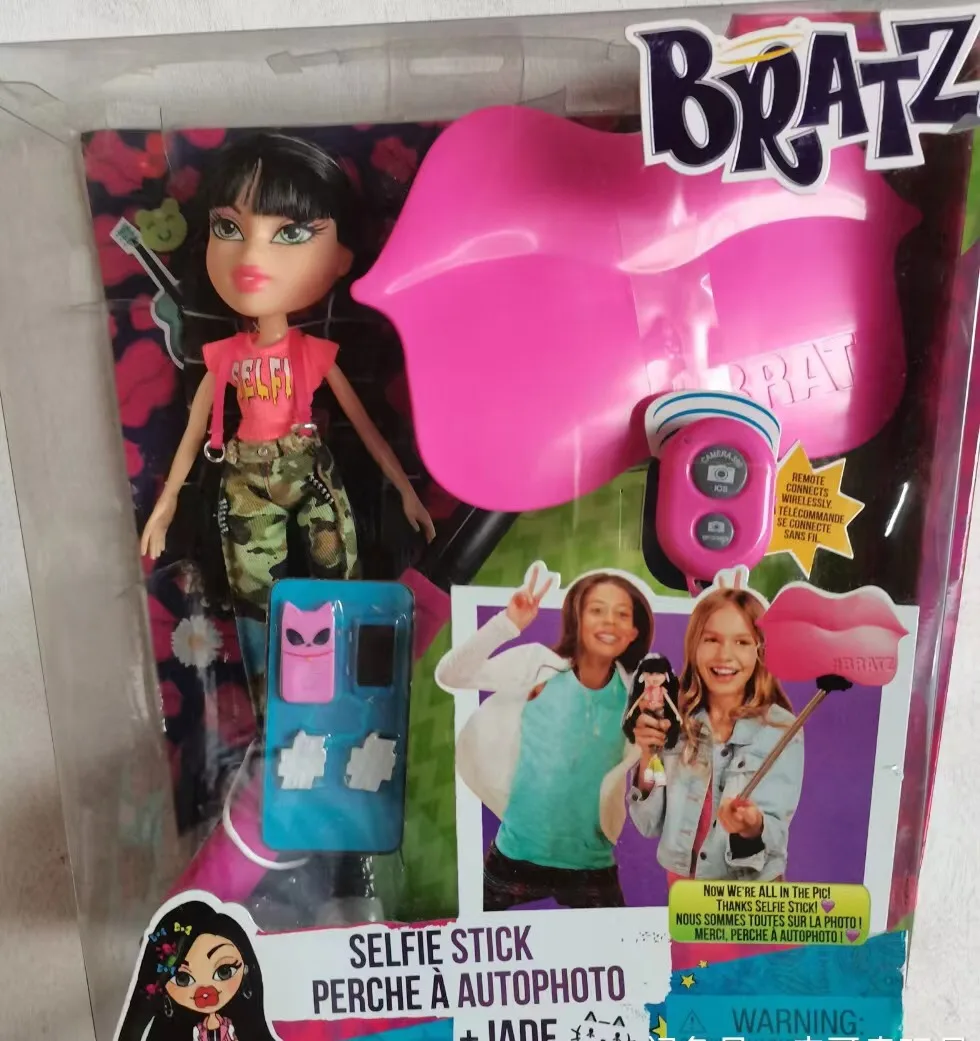 BRATZ
SELFI
#BRAT
CAMERA 360
iOS
REMOTE
CONNECTS
WIRELESSLY.
TÉLÉCOMMANDE
SE CONNECTE
SANS FIL.
#BRATZ
NOW WE'RE ALL IN THE PIC!
THANKS SELFIE STICK!
NOUS SOMMES TOUTES SUR LA PHOTO !
MERCI, PERCHE À AUTOPHOTO !
SELFIE STICK
PERCHE À AUTOPHOTO
+ JADE
WARNING: